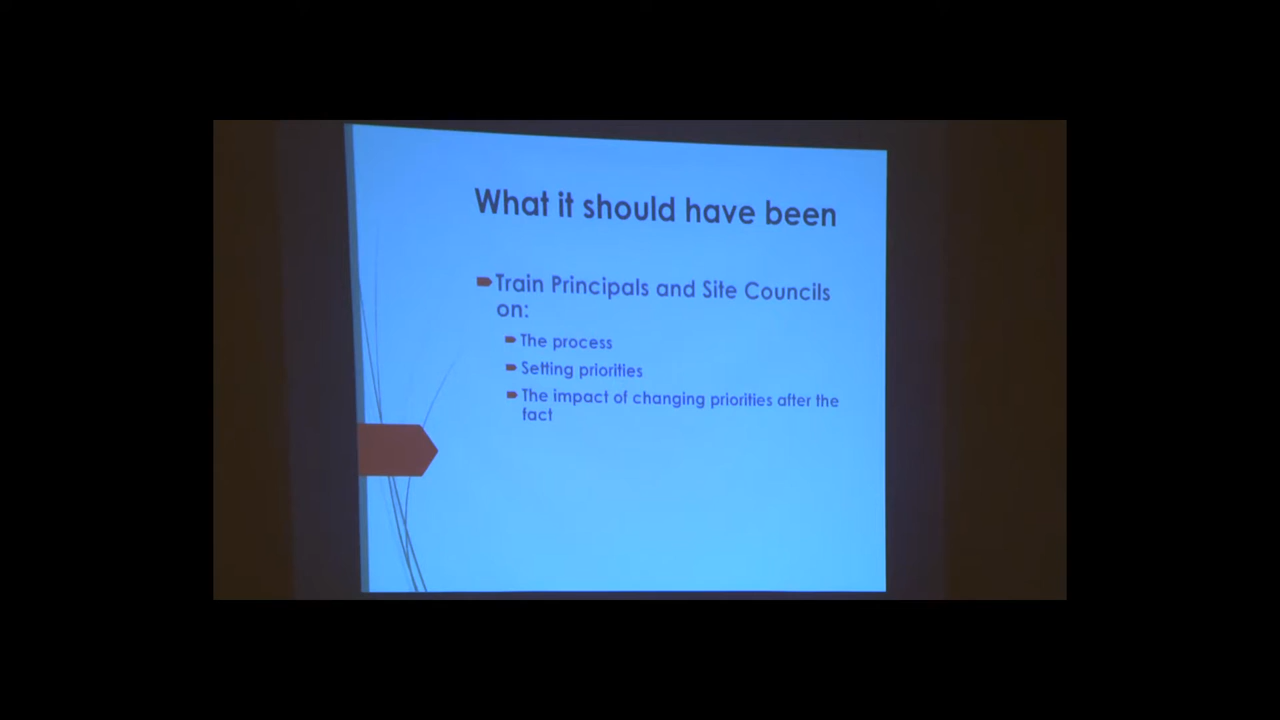 What it should have been
Train Principals and Site Councils
on:
The process
Setting priorities
The impact of changing priorities after the
fact